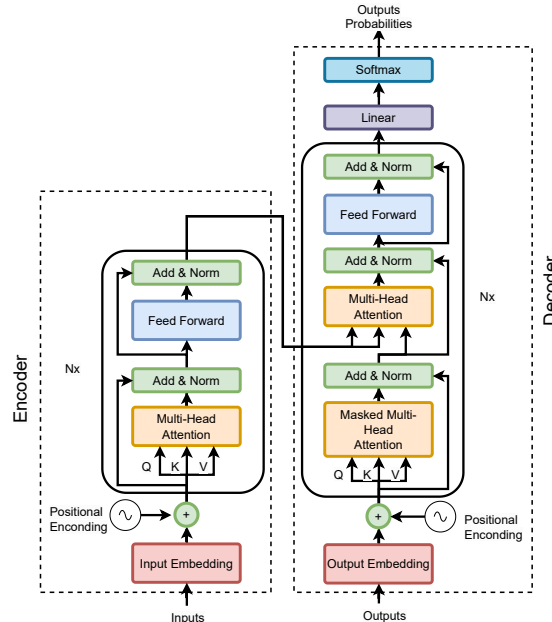 Outputs
Probabilities
Softmax
Linear
Add & Norm
Feed Forward
Add & Norm
Multi-Head
Attention
Nx
Decoder
Add & Norm
Masked Multi-
Head
Attention
Q K V
Positional
Enconding
Output Embedding
Outputs
Encoder
Add & Norm
Feed Forward
Nx
Add & Norm
Multi-Head
Attention
Q K V
Positional
Enconding
Input Embedding
Inputs
+
+